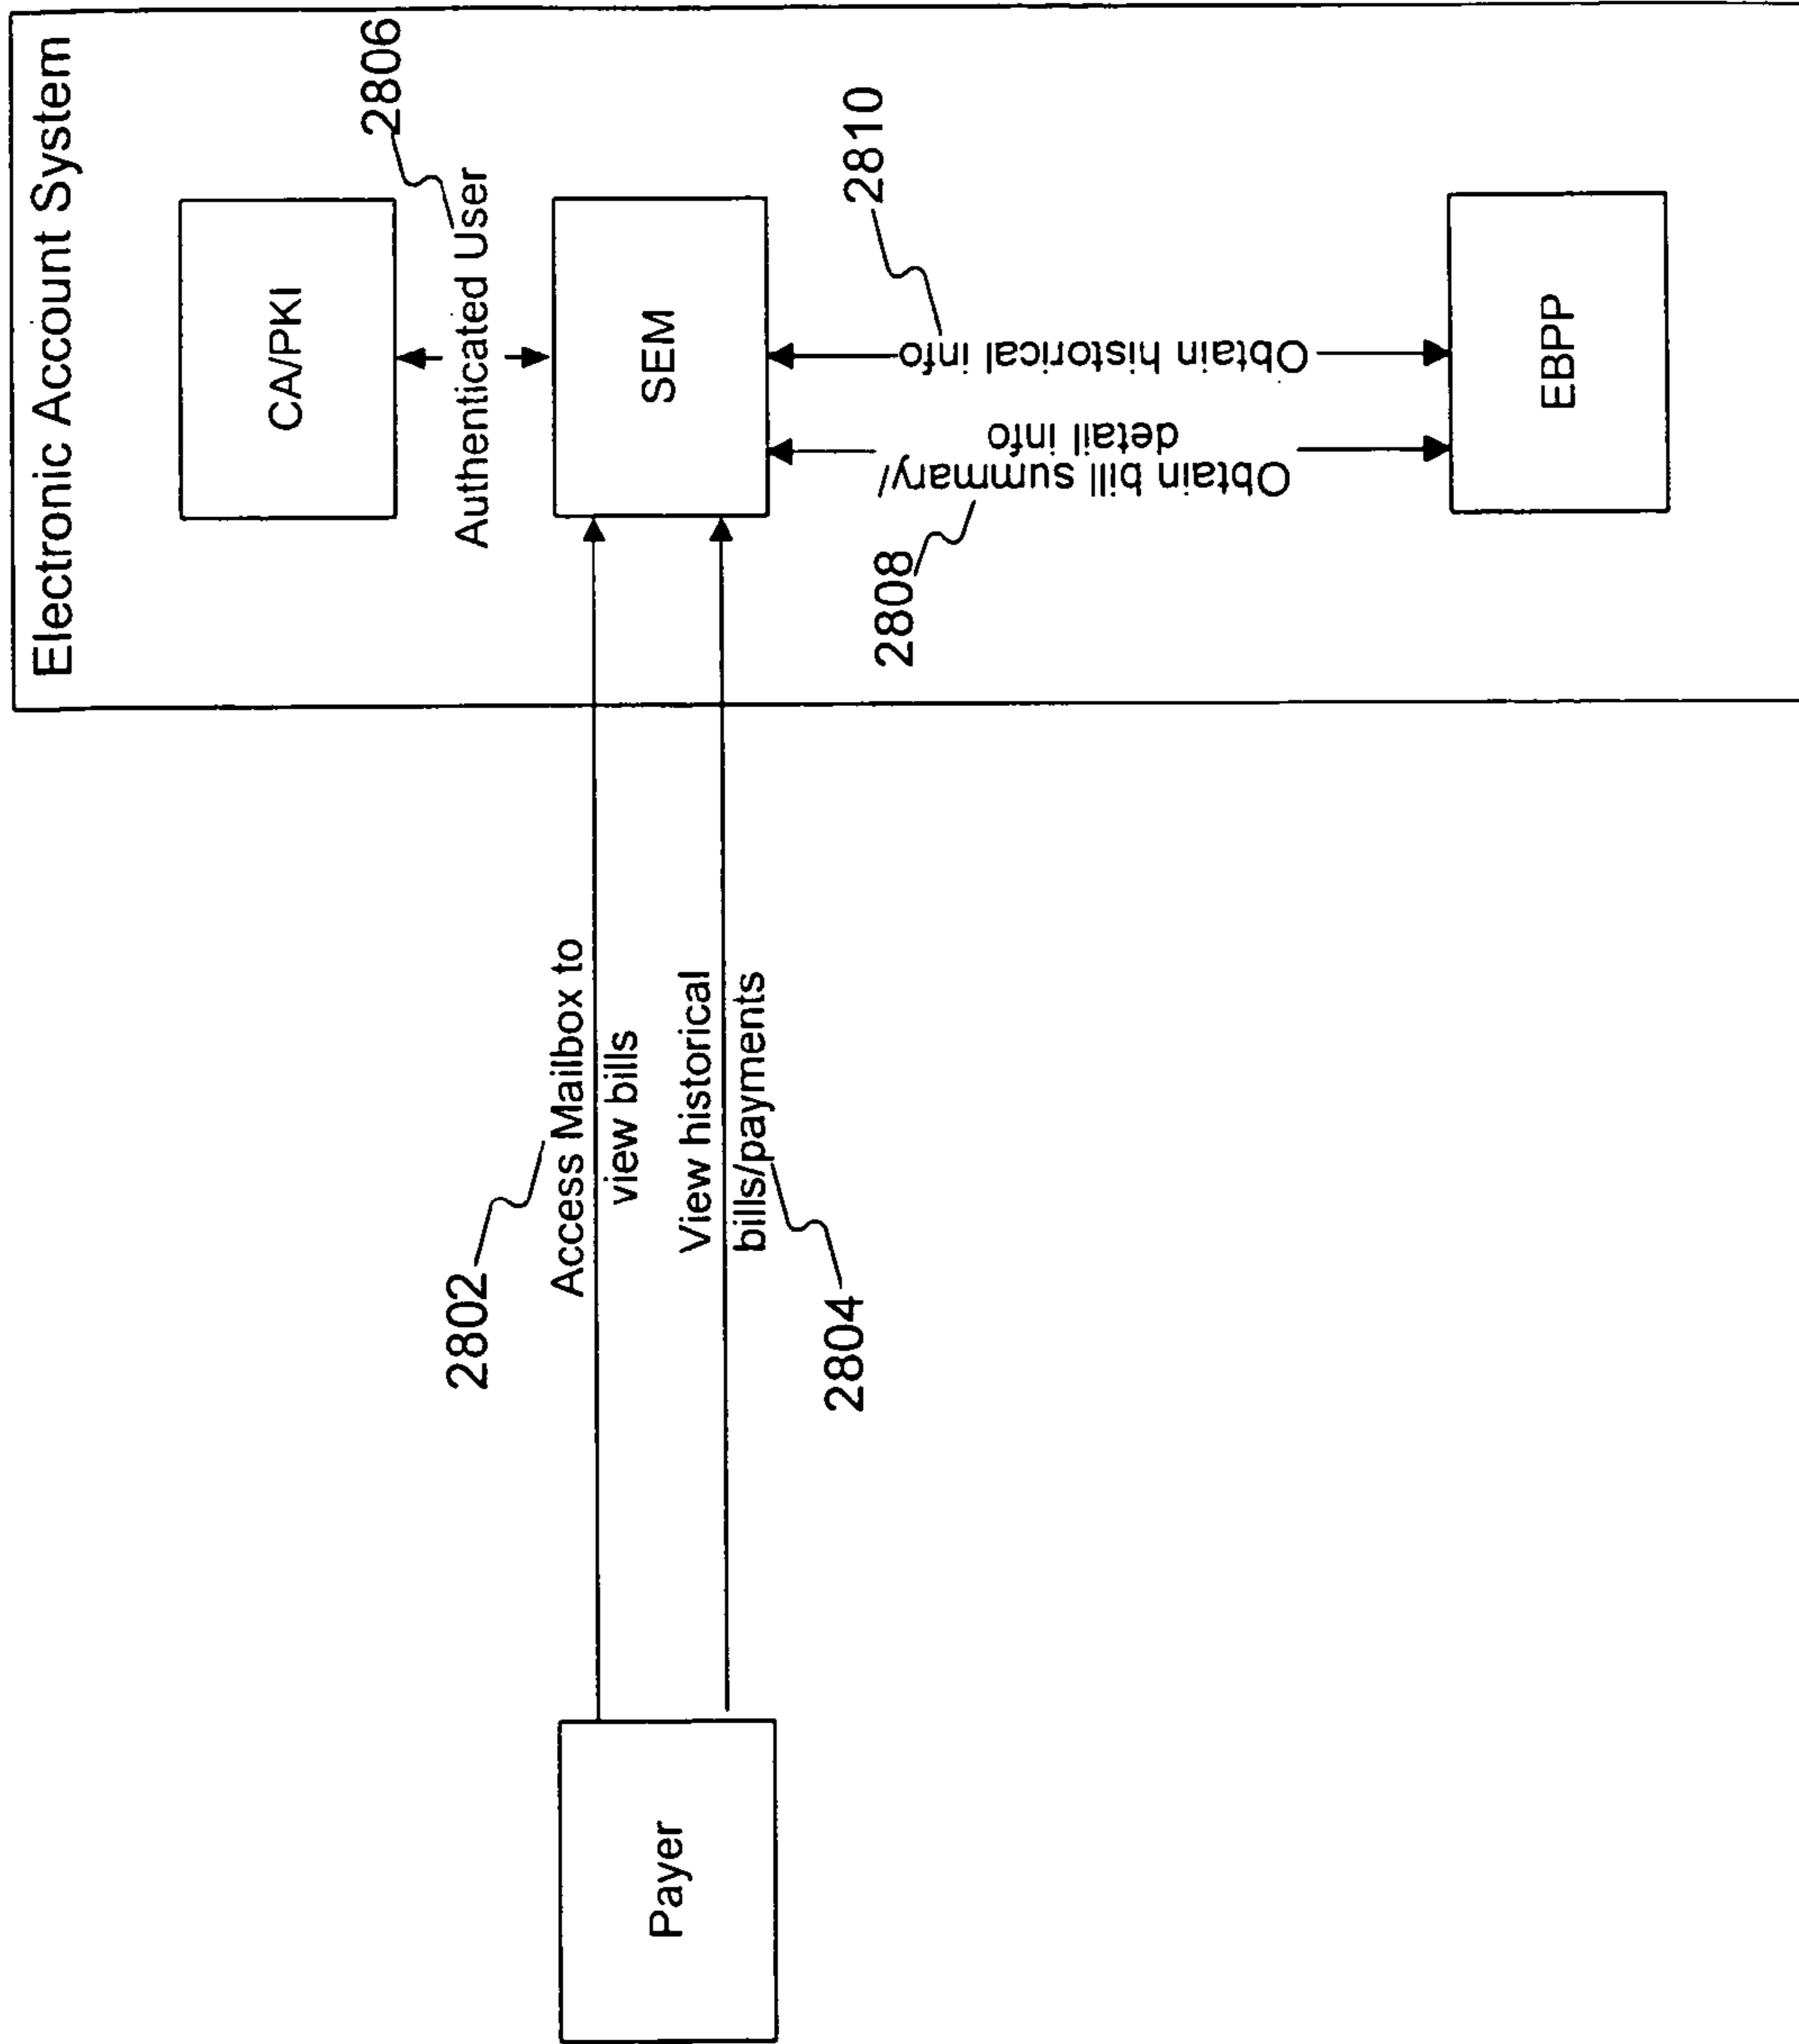 Electronic Account System
CA/PKI
2806
Authenticated User
SEM
2802
Access Mailbox to
view bills
View historical
bills/payments
2804
Payer
2808
Obtain bill summary/
detail info
2810
Obtain historical info
EBPP